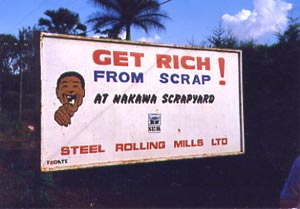 GET RICH !
FROM SCRAP
AT NAKAWA SCRAPYARD
STEEL ROLLING MILLS LTD